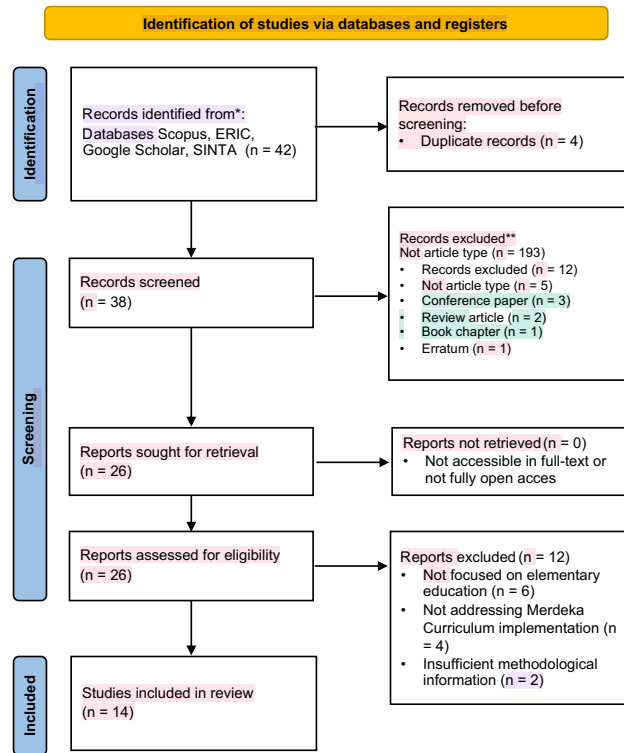 Identification of studies via databases and registers
Identification
Records identified from*:
Databases Scopus, ERIC,
Google Scholar, SINTA (n = 42)
Records removed before
screening:
• Duplicate records (n = 4)
Screening
Records screened
(n = 38)
Records excluded**
Not article type (n = 193)
• Records excluded (n = 12)
• Not article type (n = 5)
• Conference paper (n = 3)
• Review article (n = 2)
• Book chapter (n = 1)
• Erratum (n = 1)
Reports sought for retrieval
(n = 26)
Reports not retrieved (n = 0)
• Not accessible in full-text or
not fully open acces
Reports assessed for eligibility
(n = 26)
Reports excluded (n = 12)
• Not focused on elementary
education (n = 6)
• Not addressing Merdeka
Curriculum implementation (n
= 4)
• Insufficient methodological
information (n = 2)
Included
Studies included in review
(n = 14)